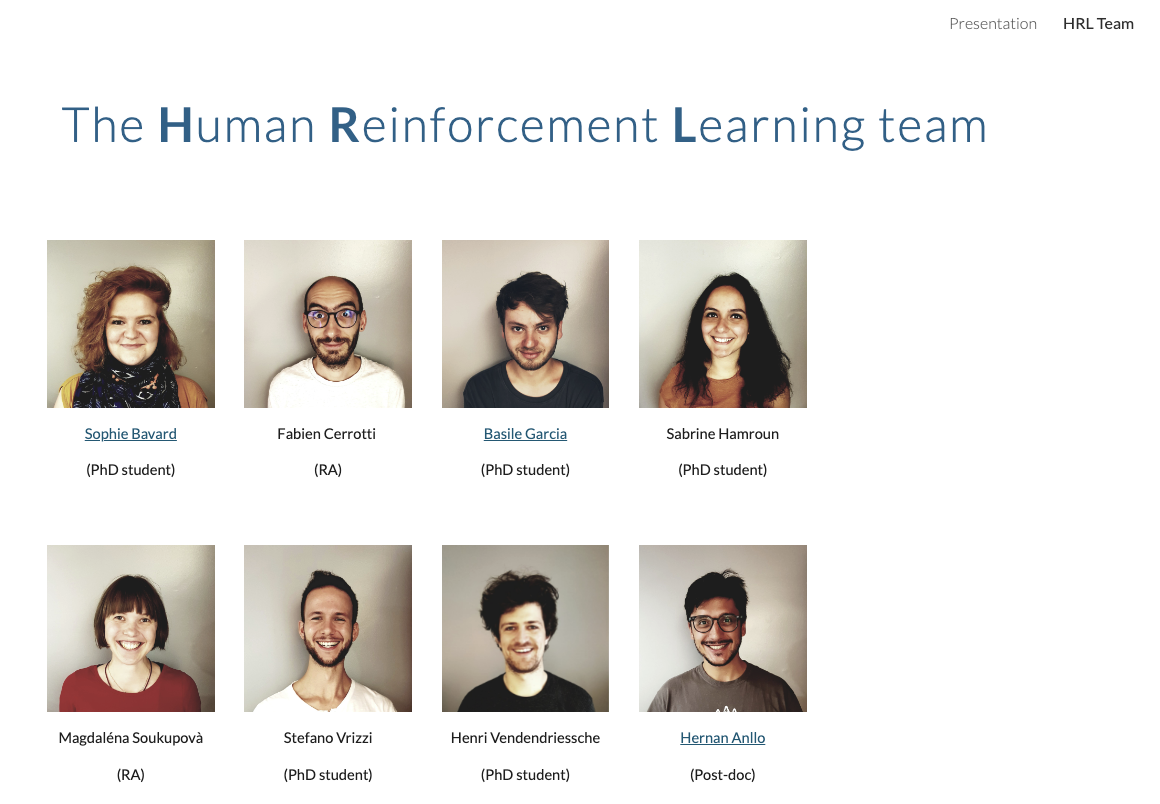 Presentation HRL Team
The Human Reinforcement Learning team
Sophie Bavard Fabien Cerrotti Basile Garcia Sabrine Hamroun
(PhD student) (RA) (PhD student) (PhD student)
Magdaléna Soukupovà Stefano Vrizzi Henri Vendendriessche Hernan Anllo
(RA) (PhD student) (PhD student) (Post-doc)